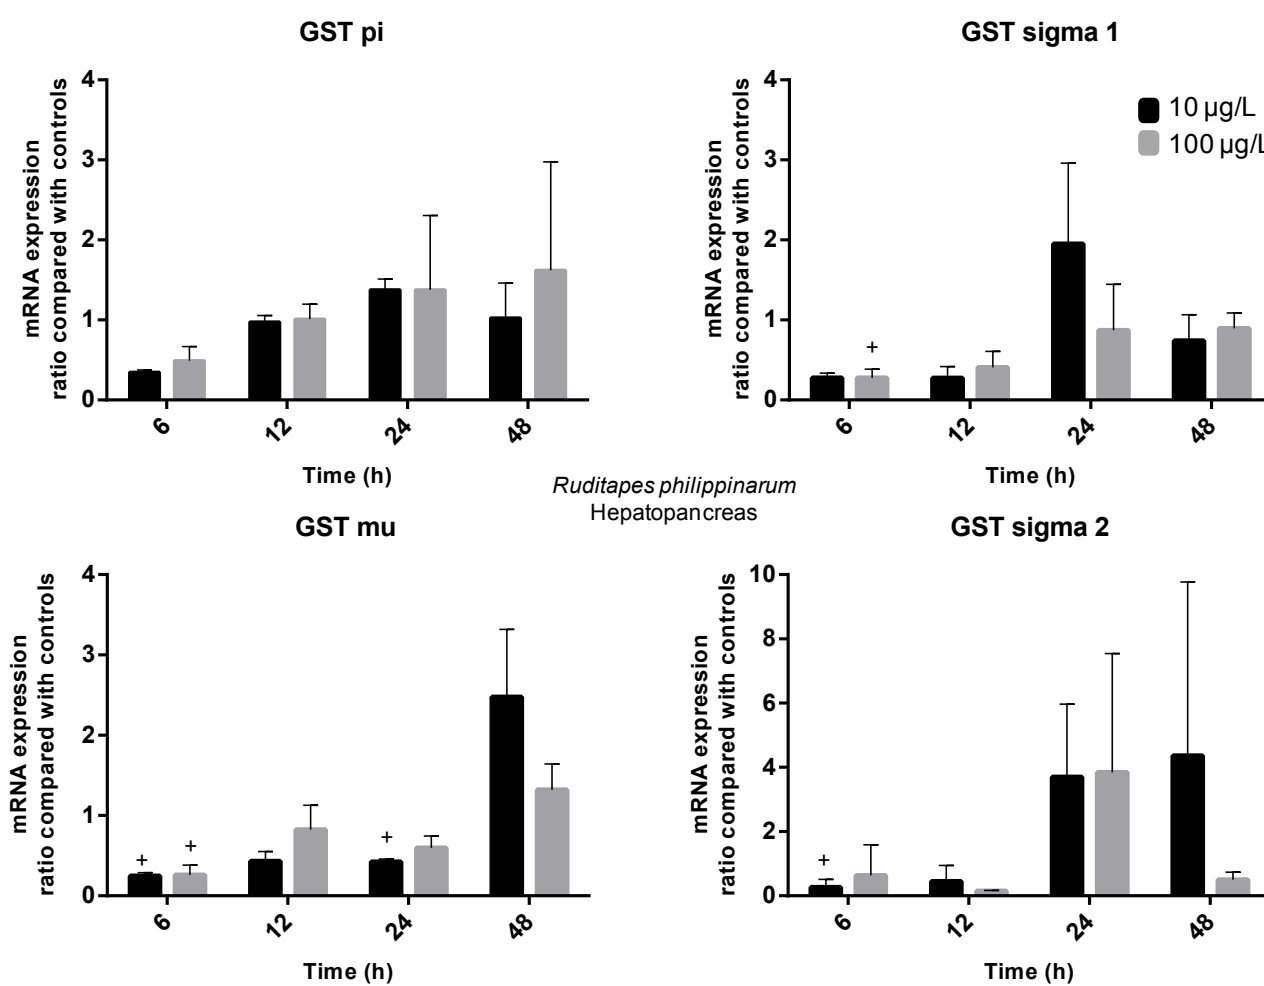 GST pi
mRNA expression
ratio compared with controls
4
3
2
1
0
6
12
24
48
Time (h)
GST sigma 1
mRNA expression
ratio compared with controls
4
3
2
1
0
+
10 µg/L
100 µg/L
6
12
24
48
Time (h)
Ruditapes philippinarum
Hepatopancreas
GST mu
mRNA expression
ratio compared with controls
4
3
2
1
0
+
+
+
6
12
24
48
Time (h)
GST sigma 2
mRNA expression
ratio compared with controls
10
8
6
4
2
0
+
6
12
24
48
Time (h)